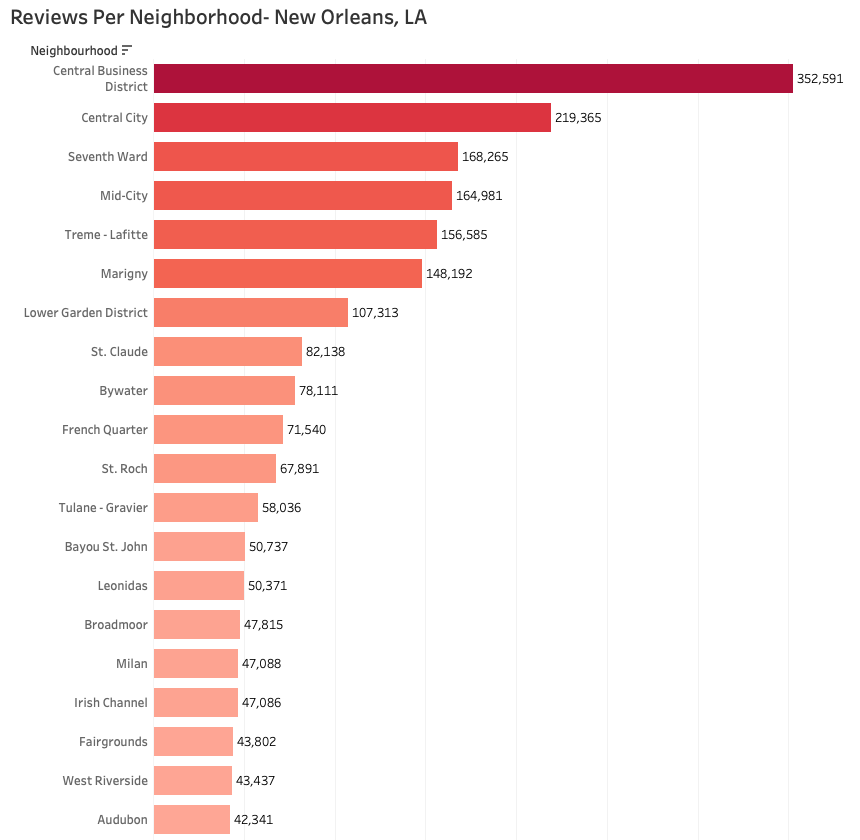 Reviews Per Neighborhood- New Orleans, LA
Neighbourhood
Central Business
District
352,591
Central City 219,365
Seventh Ward 168,265
Mid-City 164,981
Treme - Lafitte 156,585
Marigny 148,192
Lower Garden District 107,313
St. Claude 82,138
Bywater 78,111
French Quarter 71,540
St. Roch 67,891
Tulane - Gravier 58,036
Bayou St. John 50,737
Leonidas 50,371
Broadmoor 47,815
Milan 47,088
Irish Channel 47,086
Fairgrounds 43,802
West Riverside 43,437
Audubon 42,341